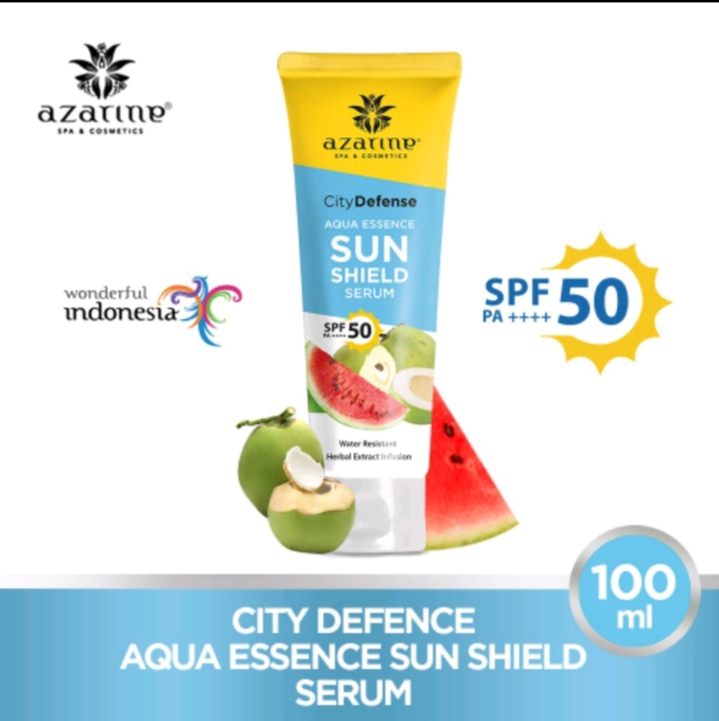 azarine®
SPA & COSMETICS
azarine®
SPA & COSMETICS
CityDefense
AQUA ESSENCE
SUN
SHIELD
SERUM
SPF 50
PA ++++
Water Resistant
Herbal Extract Infusion
wonderful
indonesia
SPF 50
PA ++++
100
ml
CITY DEFENCE
AQUA ESSENCE SUN SHIELD
SERUM